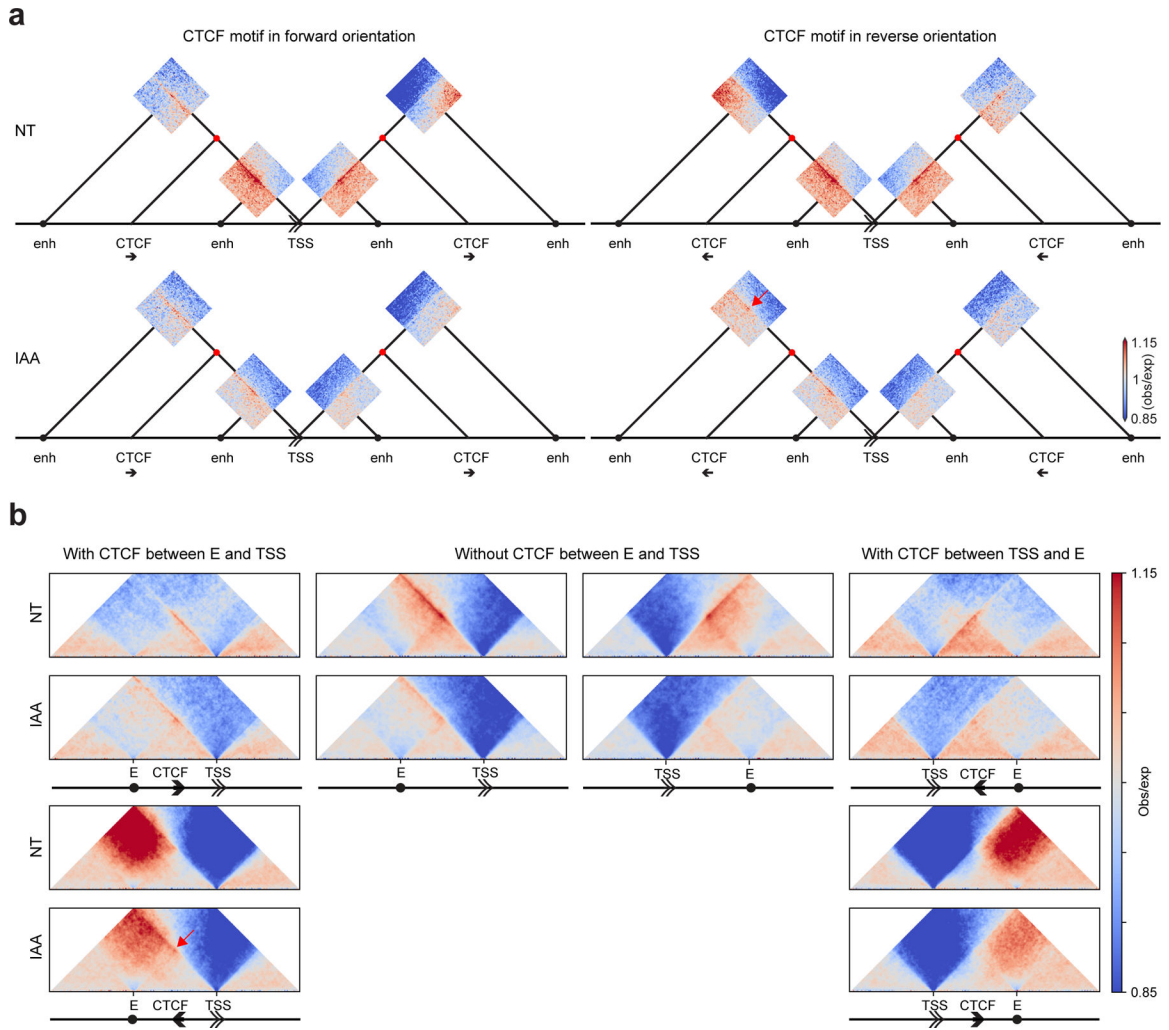 a
CTCF motif in forward orientation
CTCF motif in reverse orientation
NT
enh CTCF enh TSS enh CTCF enh
enh CTCF enh TSS enh CTCF enh
IAA
1.15
1
0.85
(obs/exp)
enh CTCF enh TSS enh CTCF enh
enh CTCF enh TSS enh CTCF enh
b
With CTCF between E and TSS
Without CTCF between E and TSS
With CTCF between TSS and E
NT
NT
IAA
IAA
E CTCF TSS
E TSS
TSS E
TSS CTCF E
NT
NT
IAA
IAA
E CTCF TSS
TSS CTCF E
1.15
Obs/exp
0.85